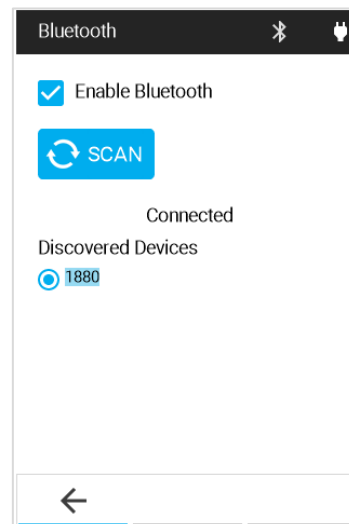 Bluetooth
Enable Bluetooth
SCAN
Connected
Discovered Devices
1880